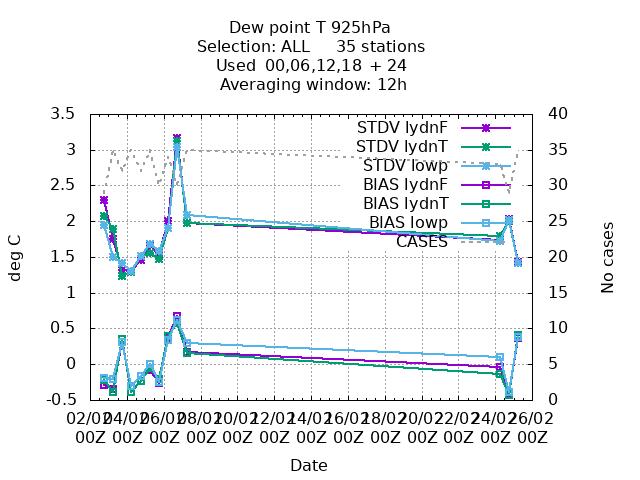 Dew point T 925hPa
Selection: ALL 35 stations
Used 00,06,12,18 + 24
Averaging window: 12h
3.5
3
2.5
2
1.5
1
0.5
0
-0.5
deg C
40
35
30
25
20
15
10
5
0
No cases
STDV lydnF
STDV lydnT
STDV lowp
BIAS lydnF
BIAS lydnT
BIAS lowp
CASES
02/02 04/02 06/02 08/02 10/02 12/02 14/02 16/02 18/02 20/02 22/02 24/02 26/02
00Z 00Z 00Z 00Z 00Z 00Z 00Z 00Z 00Z 00Z 00Z 00Z 00Z
Date